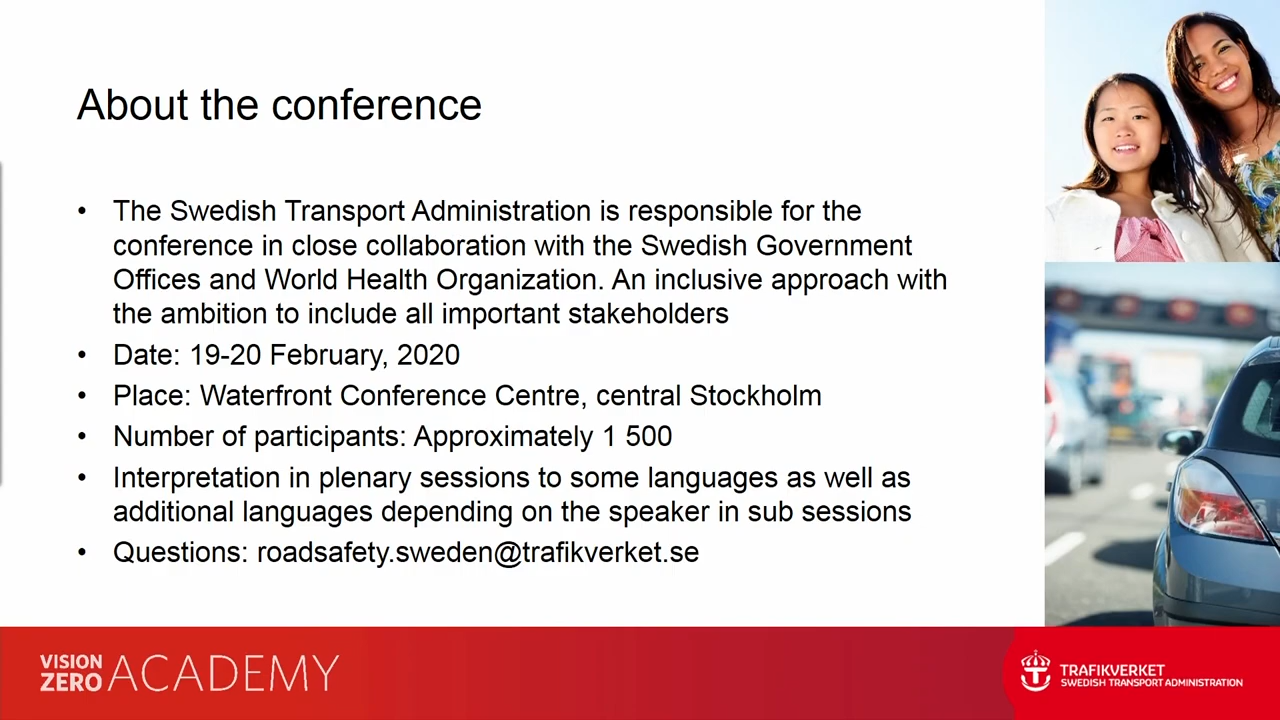 About the conference
• The Swedish Transport Administration is responsible for the
conference in close collaboration with the Swedish Government
Offices and World Health Organization. An inclusive approach with
the ambition to include all important stakeholders
• Date: 19-20 February, 2020
• Place: Waterfront Conference Centre, central Stockholm
• Number of participants: Approximately 1 500
• Interpretation in plenary sessions to some languages as well as
additional languages depending on the speaker in sub sessions
• Questions: roadsafety.sweden@trafikverket.se
VISION
ZERO ACADEMY
TRAFIKVERKET
SWEDISH TRANSPORT ADMINISTRATION